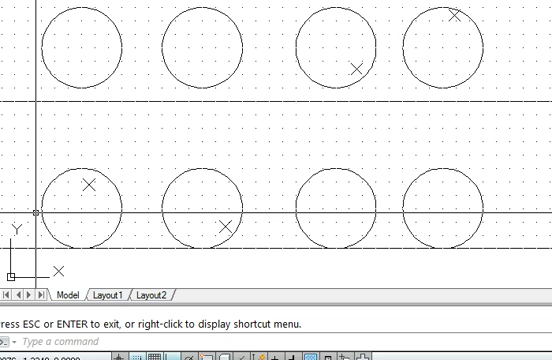 Y
X
Model Layout1 Layout2
ress ESC or ENTER to exit, or right-click to display shortcut menu.
Type a command